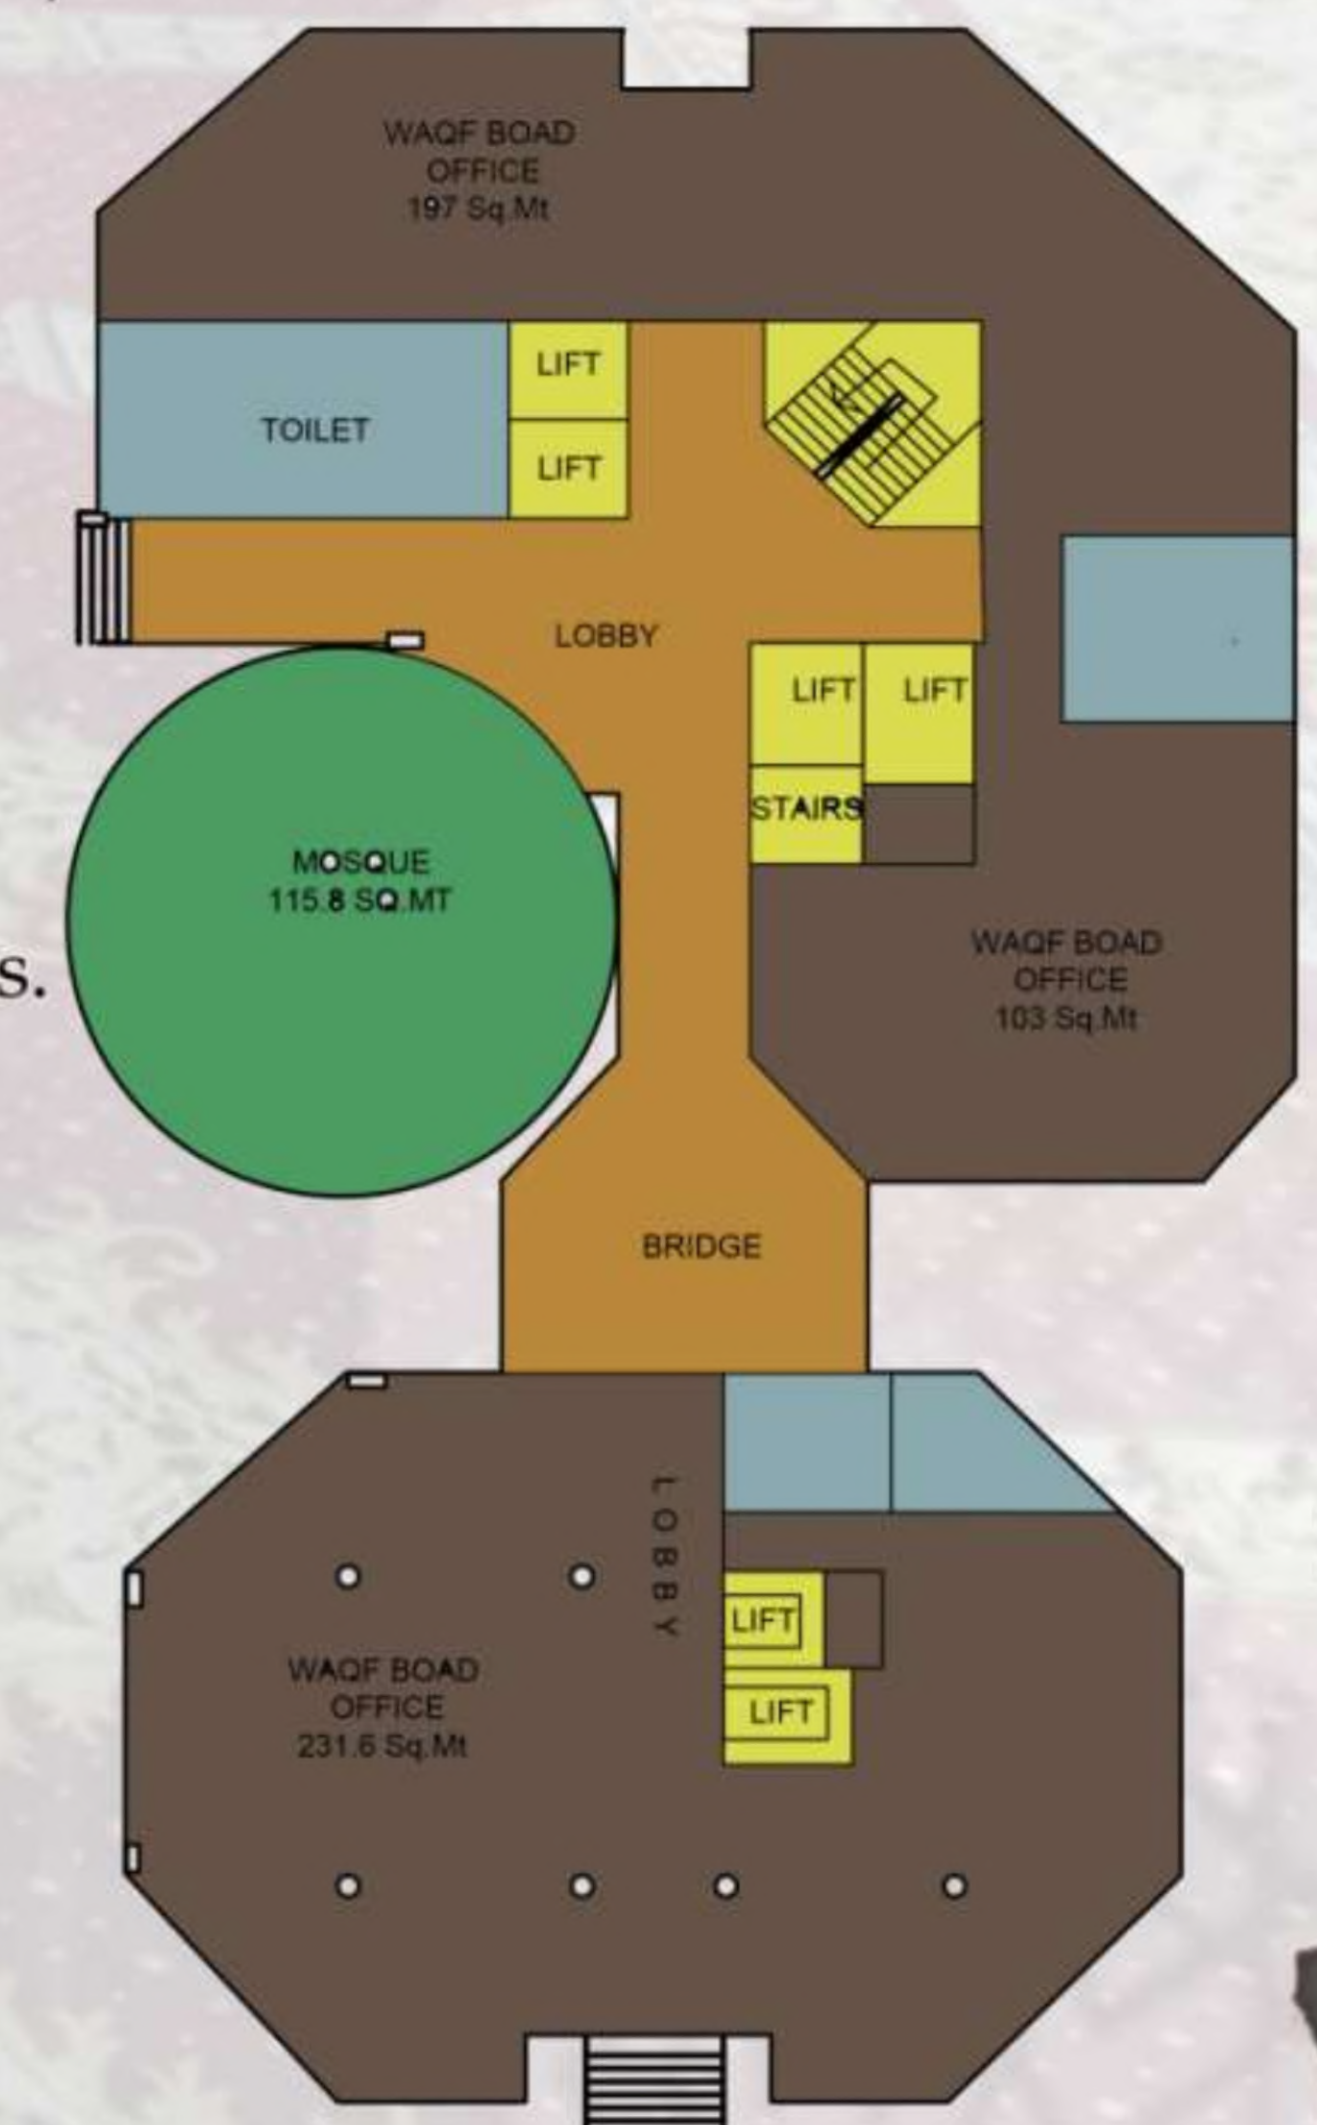 WAQF BOAD
OFFICE
197 Sq.Mt
LIFT
TOILET
LIFT
LOBBY
LIFT
LIFT
STAIRS
MOSQUE
115.8 SQ.MT
WAQF BOAD
OFFICE
103 Sq.Mt
s.
BRIDGE
LOBBY
LIFT
WAQF BOAD
OFFICE
231.6 Sq.Mt
LIFT